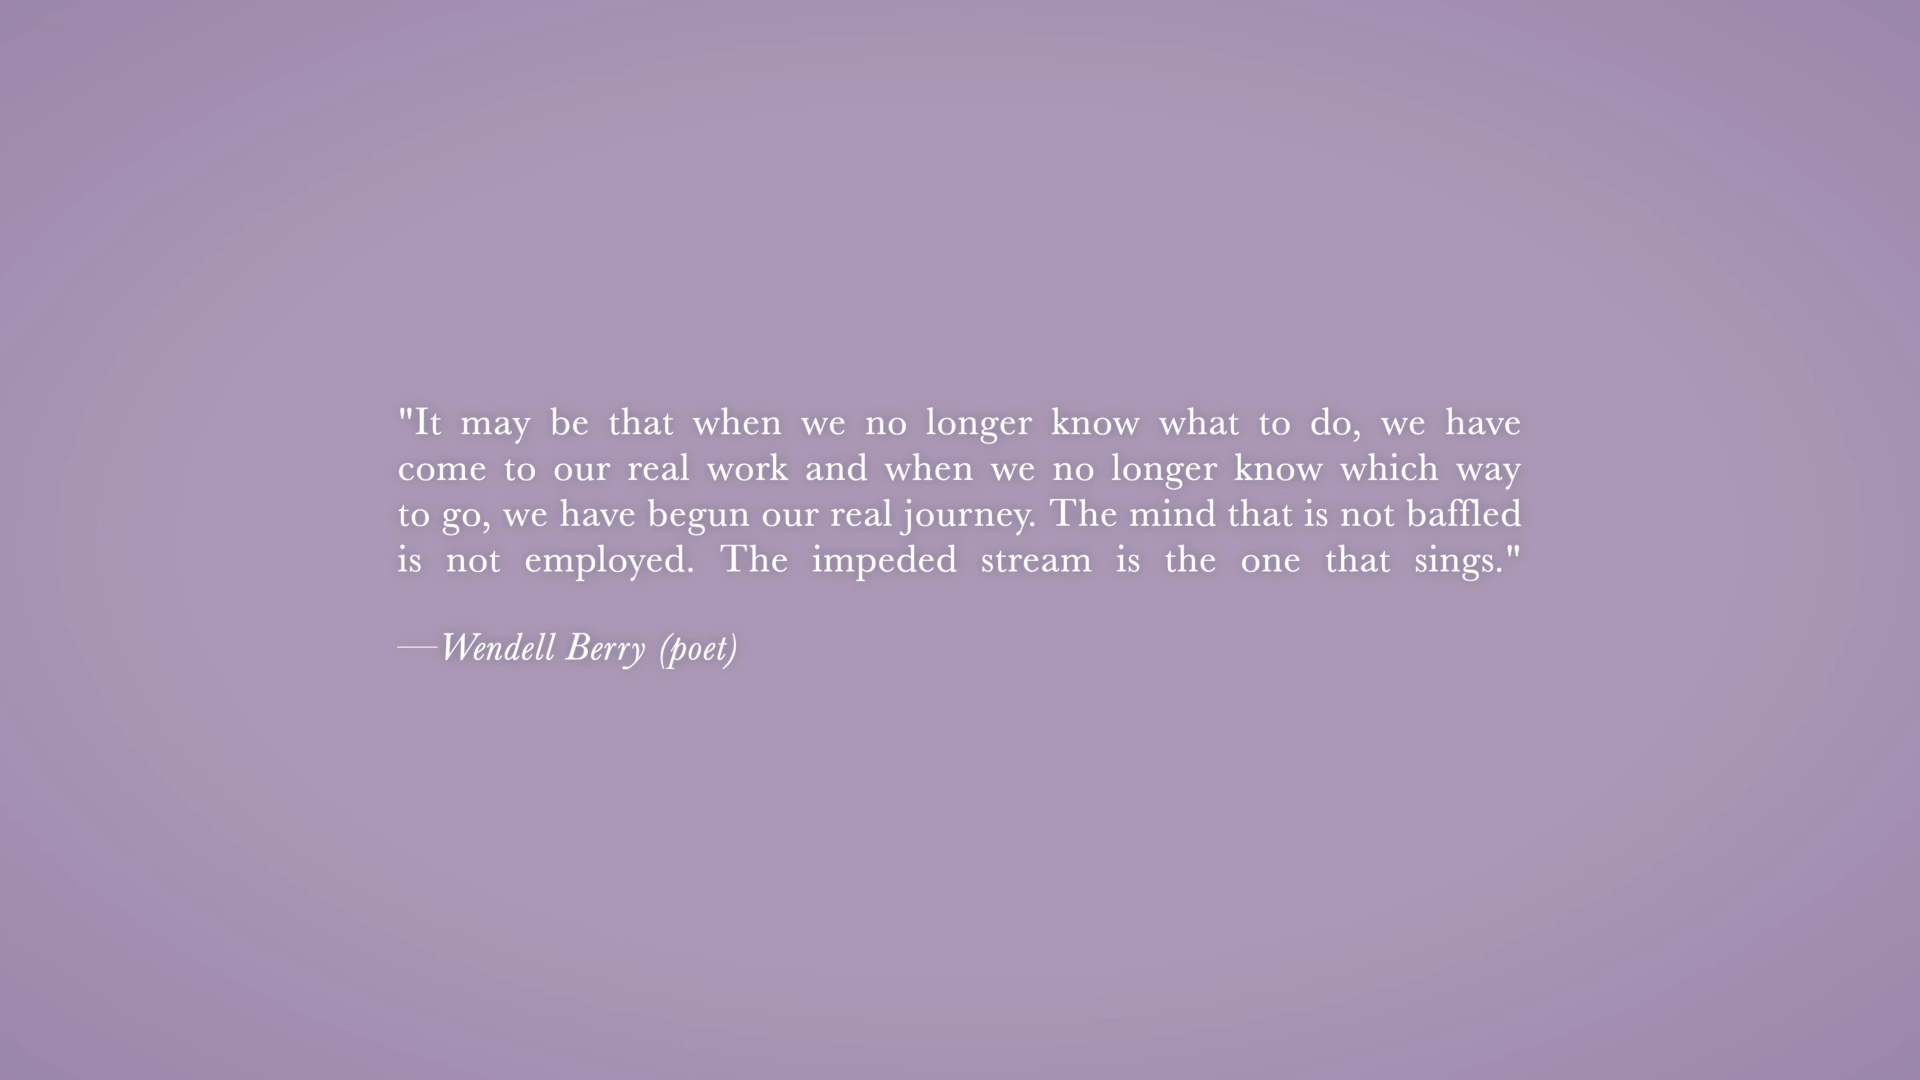 "It may be that when we no longer know what to do, we have
come to our real work and when we no longer know which way
to go, we have begun our real journey. The mind that is not baffled
is not employed. The impeded stream is the one that sings."
—Wendell Berry (poet)